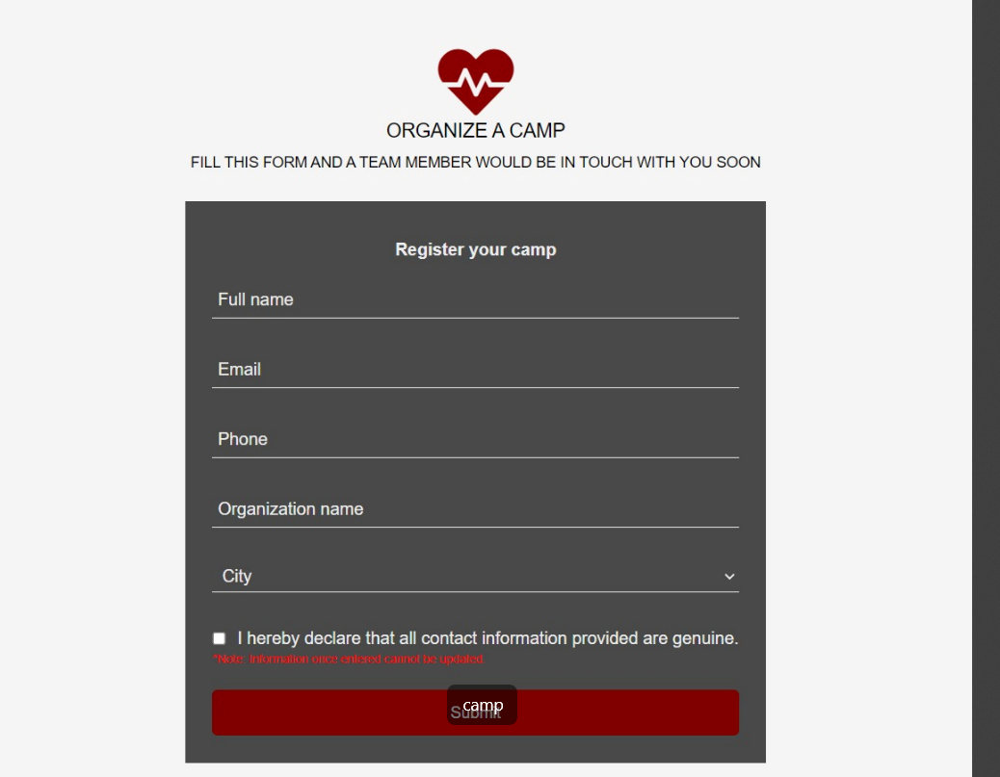 ORGANIZE A CAMP
FILL THIS FORM AND A TEAM MEMBER WOULD BE IN TOUCH WITH YOU SOON
Register your camp
Full name
Email
Phone
Organization name
City
I hereby declare that all contact information provided are genuine.
*Note: Information once entered cannot be updated.
Submit
camp